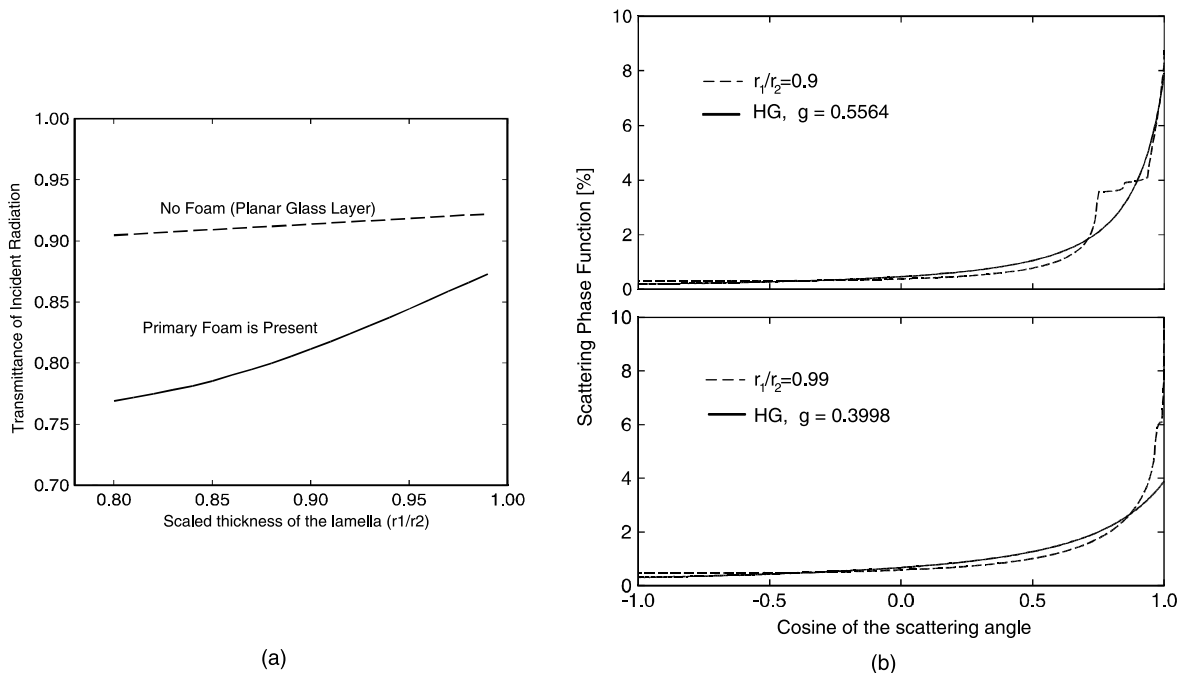 1.00
0.95
0.90
0.85
0.80
0.75
0.70
Transmittance of Incident Radiation
No Foam (Planar Glass Layer)
Primary Foam is Present
0.80 0.85 0.90 0.95 1.00
Scaled thickness of the lamella (r1/r2)
(a)
10
8
6
4
2
0
r1/r2=0.9
HG, g = 0.5564
Scattering Phase Function [%]
10
8
6
4
2
0
r1/r2=0.99
HG, g = 0.3998
-1.0 -0.5 0.0 0.5 1.0
Cosine of the scattering angle
(b)